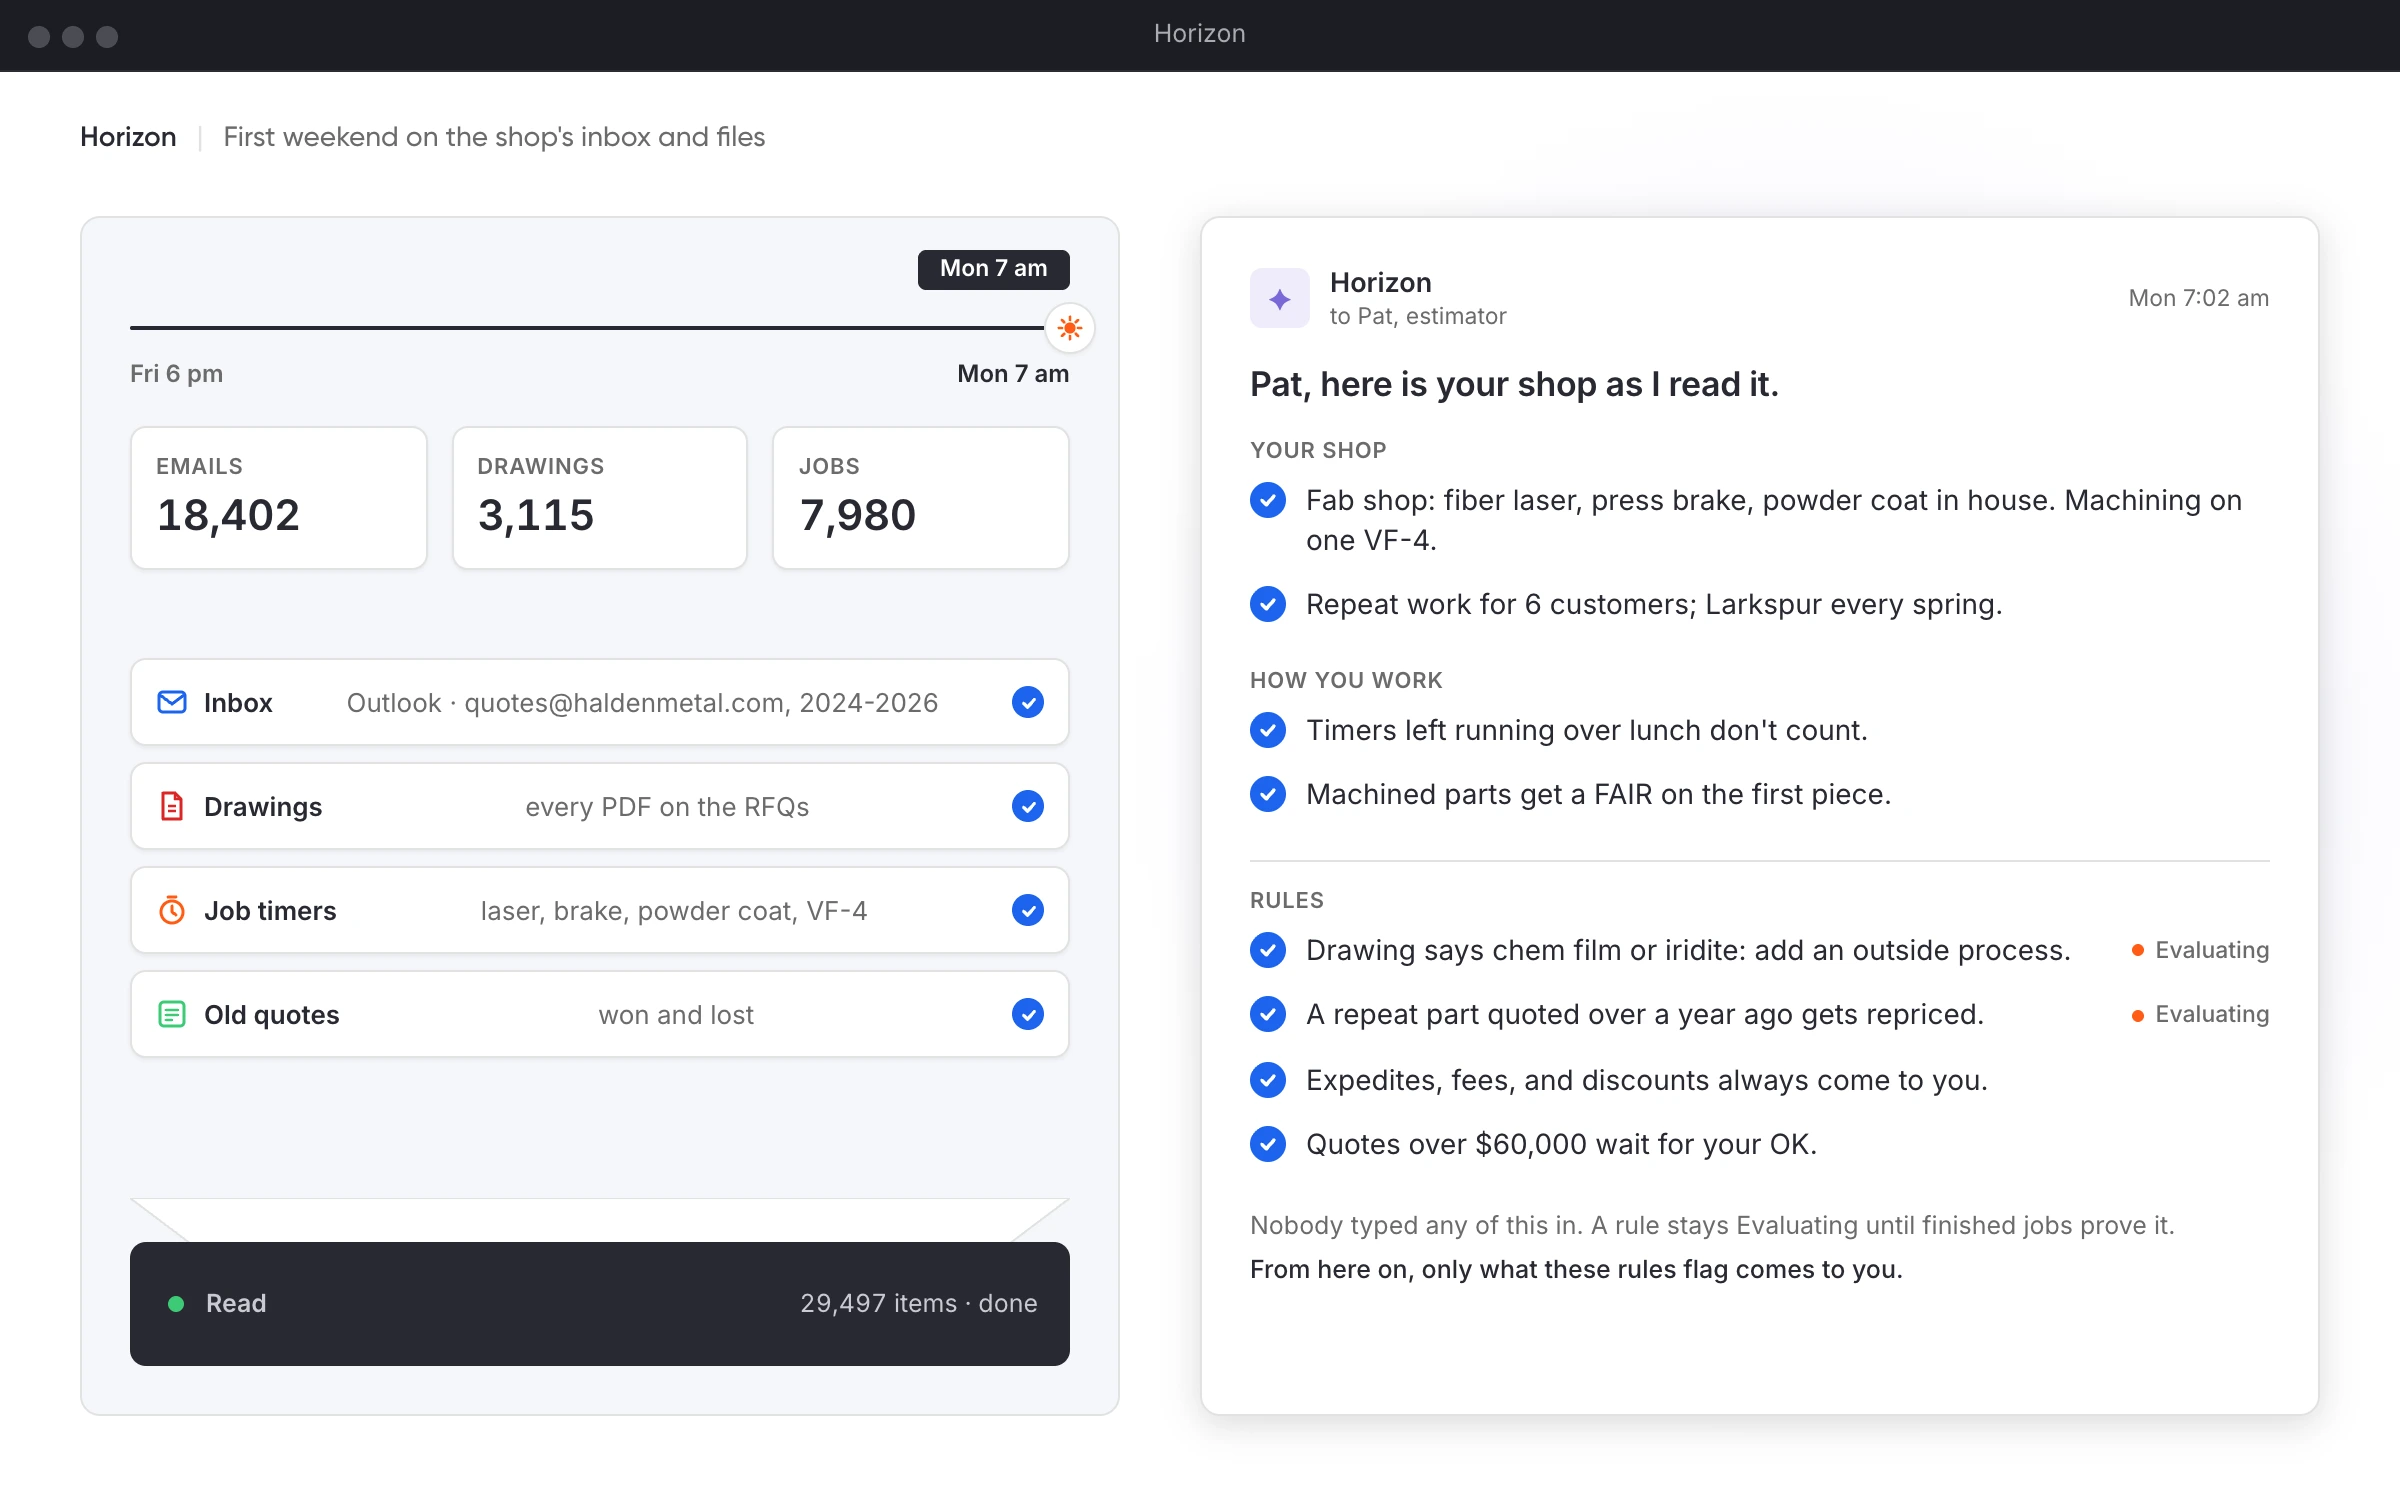 Horizon
Horizon
First weekend on the shop's inbox and files
Mon 7 am
Fri 6 pm
Mon 7 am
EMAILS
18,402
DRAWINGS
3,115
JOBS
7,980
Inbox
Outlook · quotes@haldenmetal.com, 2024-2026
Drawings
every PDF on the RFQs
Job timers
laser, brake, powder coat, VF-4
Old quotes
won and lost
Read
29,497 items · done
Horizon
to Pat, estimator
Mon 7:02 am
Pat, here is your shop as I read it.
YOUR SHOP
Fab shop: fiber laser, press brake, powder coat in house. Machining on
one VF-4.
Repeat work for 6 customers; Larkspur every spring.
HOW YOU WORK
Timers left running over lunch don't count.
Machined parts get a FAIR on the first piece.
RULES
Drawing says chem film or iridite: add an outside process.
Evaluating
A repeat part quoted over a year ago gets repriced.
Evaluating
Expedites, fees, and discounts always come to you.
Quotes over $60,000 wait for your OK.
Nobody typed any of this in. A rule stays Evaluating until finished jobs prove it.
From here on, only what these rules flag comes to you.